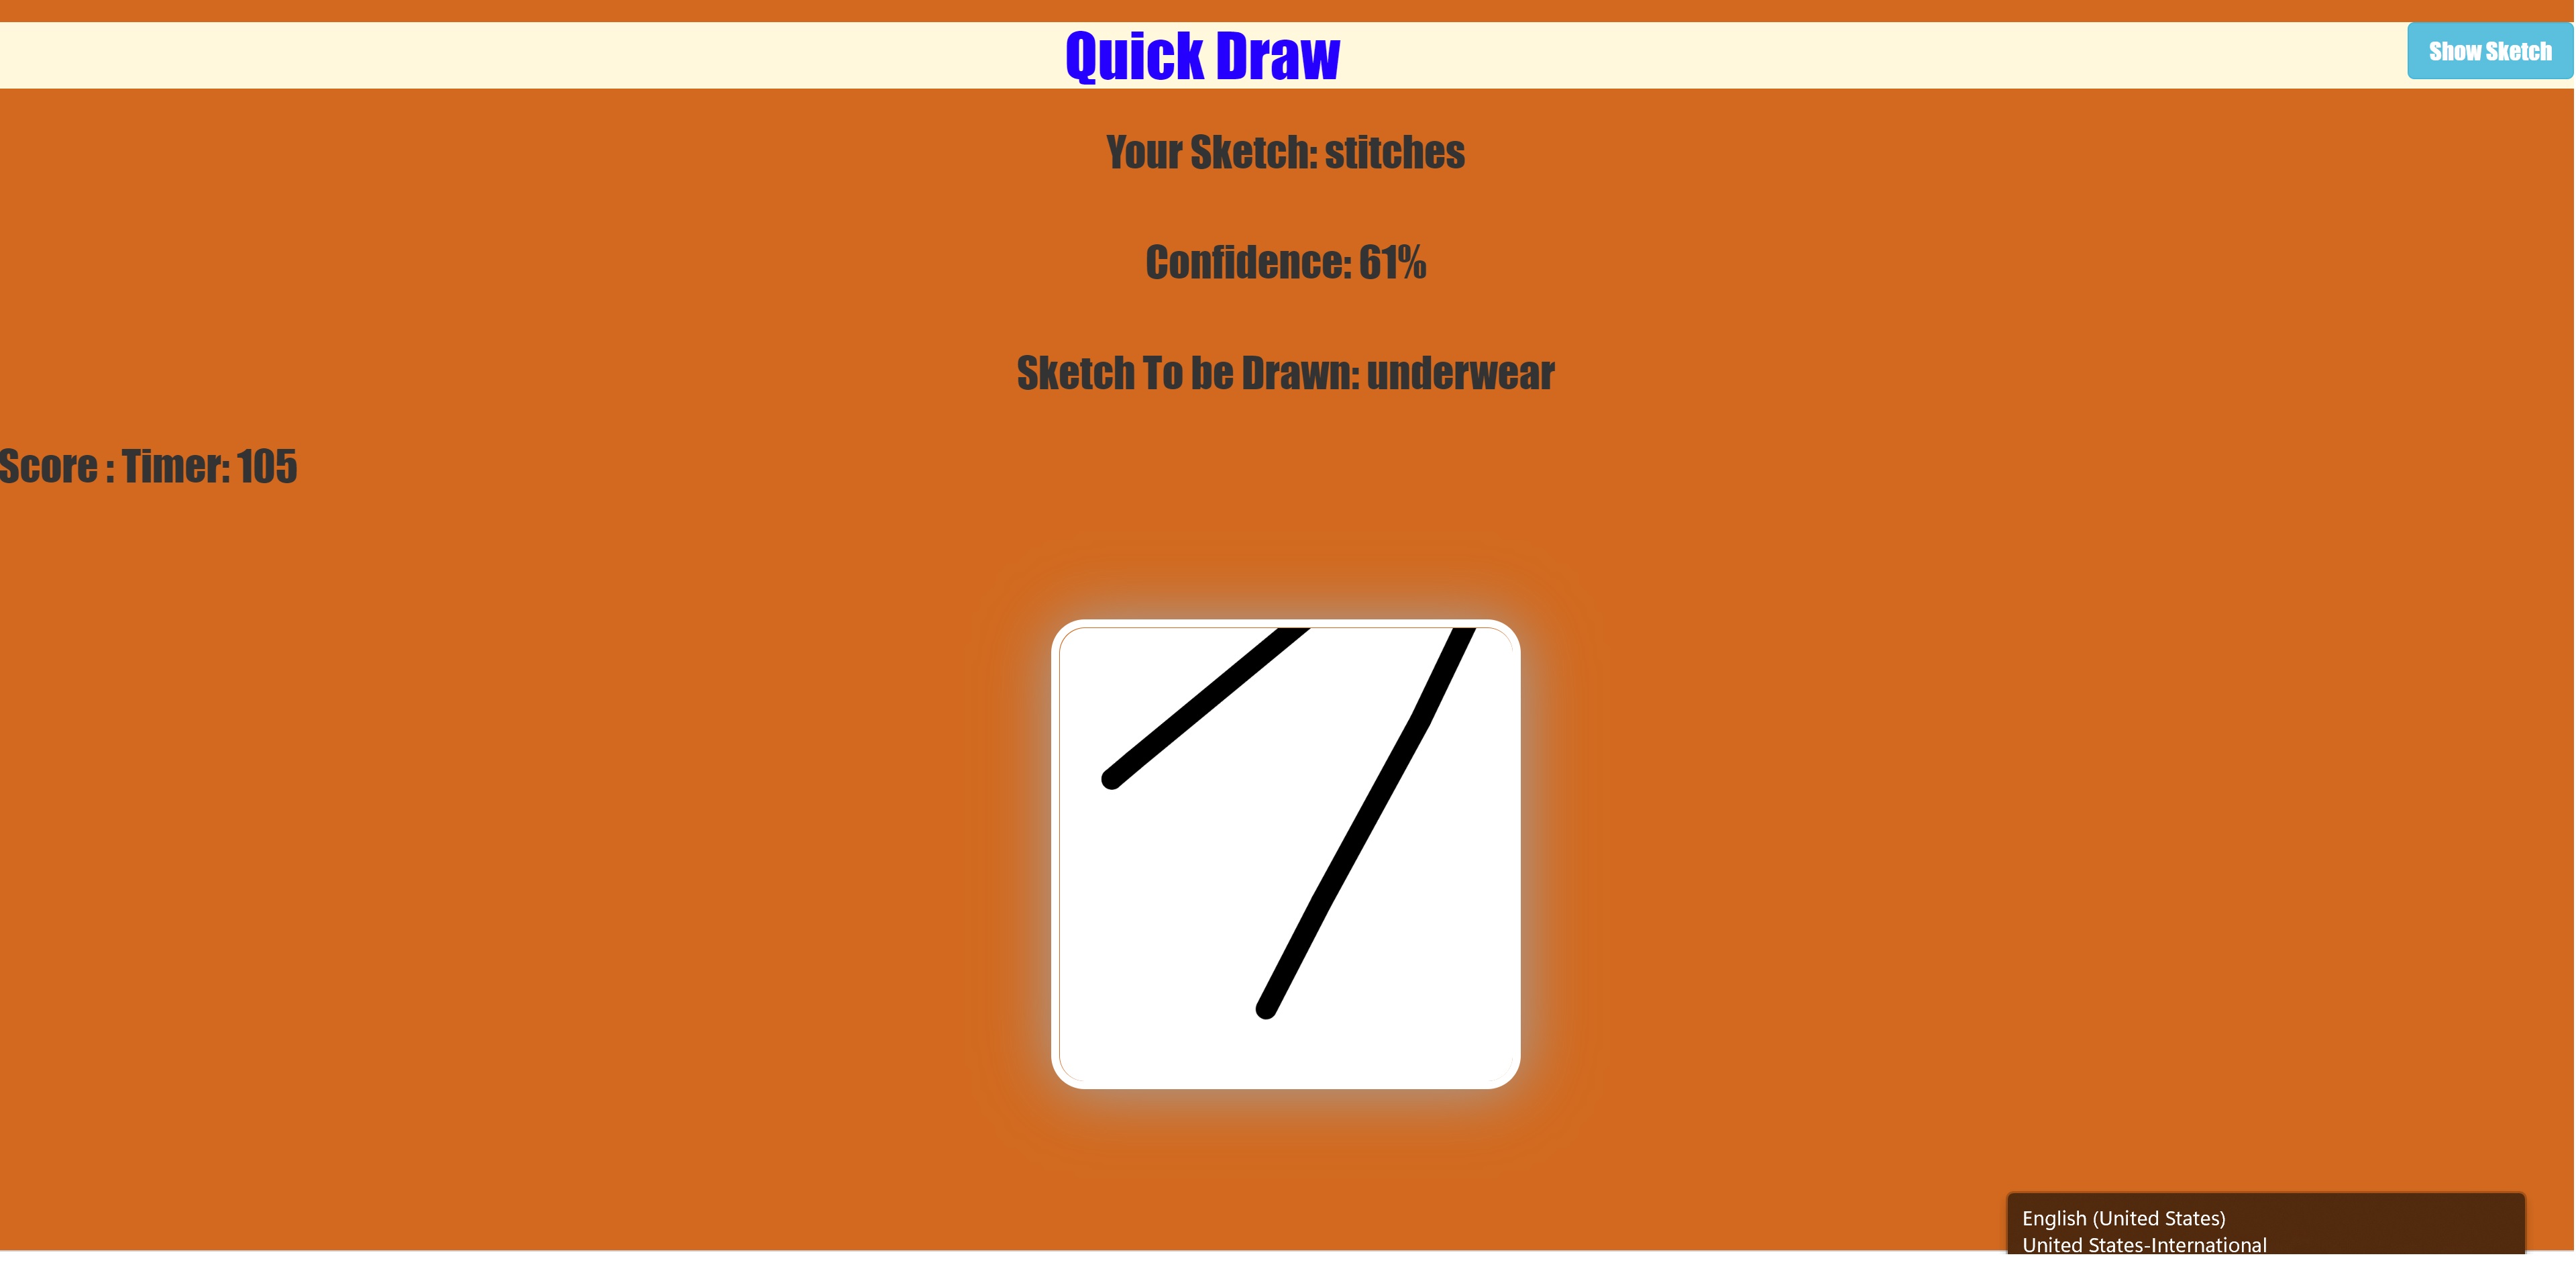 Quick Draw
Show Sketch
Your Sketch: stitches
Confidence: 61%
Sketch To be Drawn: underwear
Score : Timer: 105
English (United States)
United States-International